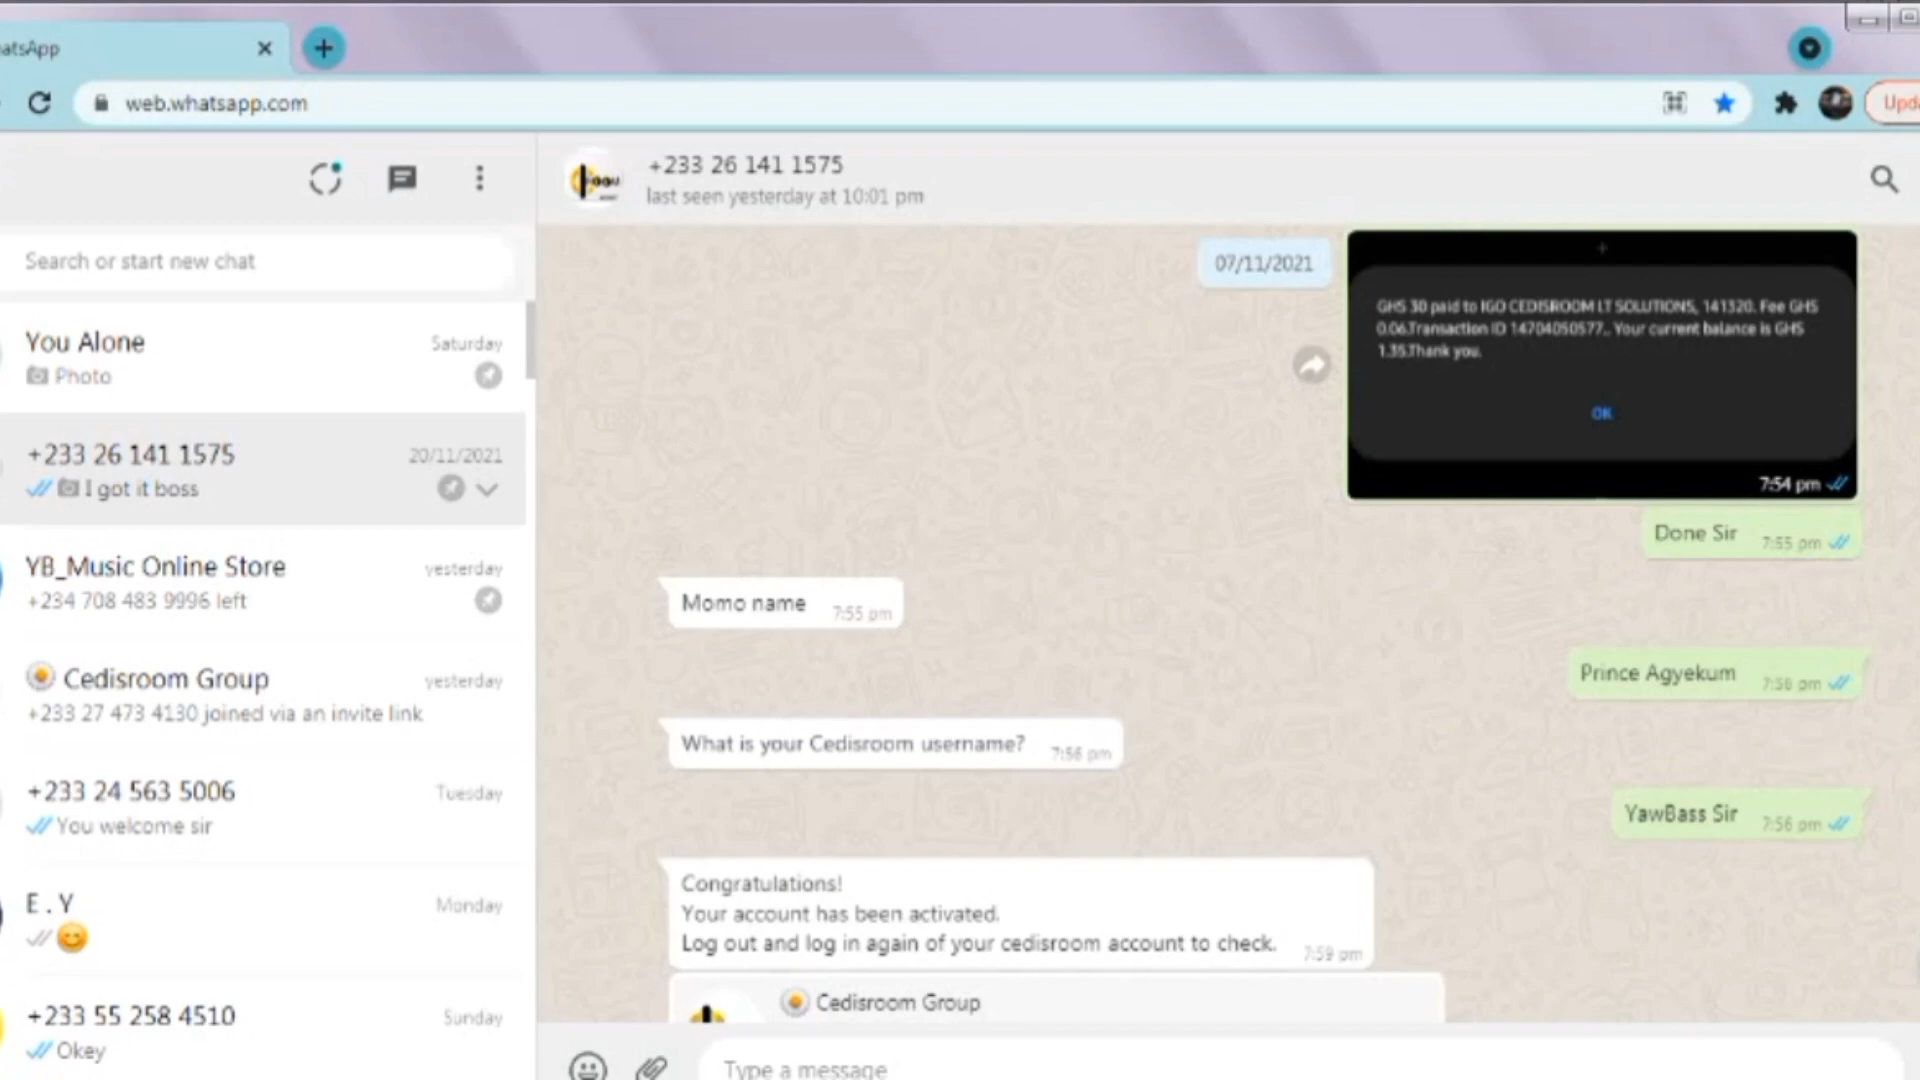 atsApp
web.whatsapp.com
Upda
Search or start new chat
You Alone
Saturday
Photo
+233 26 141 1575
20/11/2021
I got it boss
YB_Music Online Store
yesterday
+234 708 483 9996 left
Cedisroom Group
yesterday
+233 27 473 4130 joined via an invite link
+233 24 563 5006
Tuesday
You welcome sir
E . Y
Monday
+233 55 258 4510
Sunday
Okey
+233 26 141 1575
last seen yesterday at 10:01 pm
07/11/2021
GHS 30 paid to IGO CEDISROOM I.T SOLUTIONS, 141320. Fee GHS
0.06.Transaction ID 14704050577,. Your current balance is GHS
1.35.Thank you.
OK
7:54 pm
Done Sir
7:55 pm
Momo name
7:55 pm
Prince Agyekum
7:56 pm
What is your Cedisroom username?
7:56 pm
YawBass Sir
7:56 pm
Congratulations!
Your account has been activated.
Log out and log in again of your cedisroom account to check.
7:59 pm
Cedisroom Group
Type a message